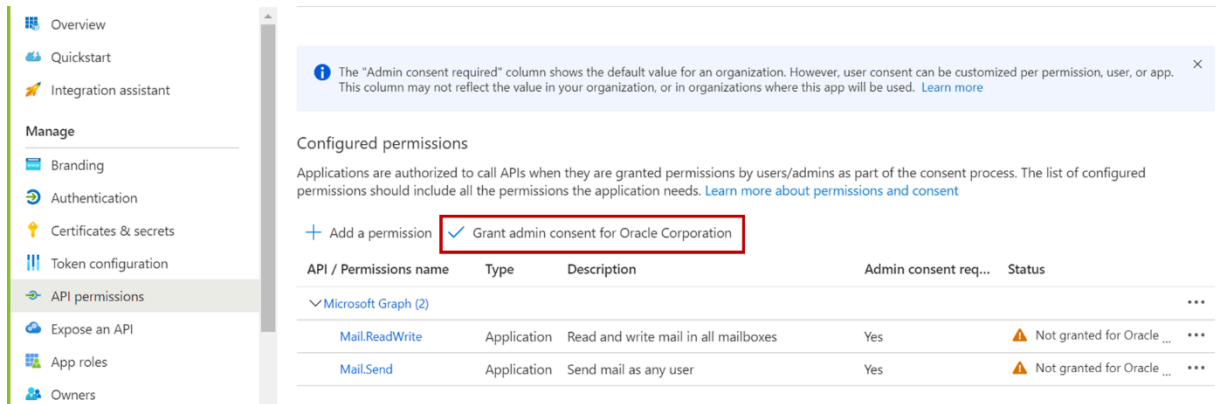 Overview
Quickstart
Integration assistant
Manage
Branding
Authentication
Certificates & secrets
Token configuration
API permissions
Expose an API
App roles
Owners
The "Admin consent required" column shows the default value for an organization. However, user consent can be customized per permission, user, or app.
This column may not reflect the value in your organization, or in organizations where this app will be used. Learn more
Configured permissions
Applications are authorized to call APIs when they are granted permissions by users/admins as part of the consent process. The list of configured
permissions should include all the permissions the application needs. Learn more about permissions and consent
Add a permission Grant admin consent for Oracle Corporation
API / Permissions name Type Description Admin consent req... Status
Microsoft Graph (2)
Mail.ReadWrite Application Read and write mail in all mailboxes Yes Not granted for Oracle ...
Mail.Send Application Send mail as any user Yes Not granted for Oracle ...